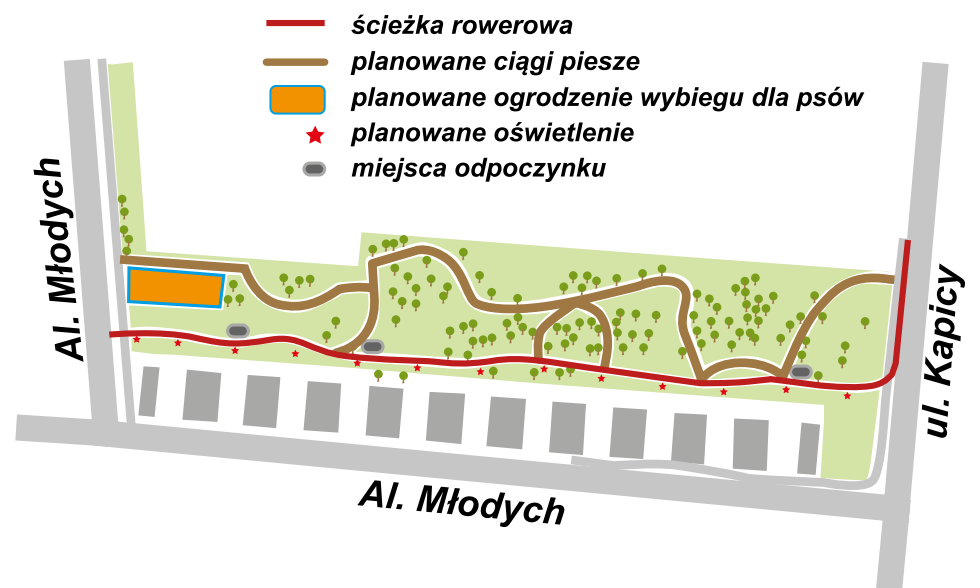 ścieżka rowerowa
planowane ciągi piesze
planowane ogrodzenie wybiegu dla psów
planowane oświetlenie
miejsca odpoczynku
Al. Młodych
ul. Kapicy
Al. Młodych